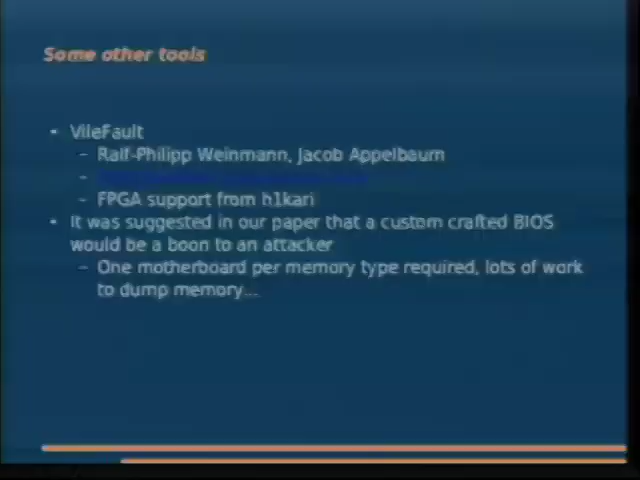 Some other tools
• VileFault
– Ralf-Philipp Weinmann, Jacob Appelbaum
–
– FPGA support from h1kari
• It was suggested in our paper that a custom crafted BIOS
would be a boon to an attacker
– One motherboard per memory type required, lots of work
to dump memory...